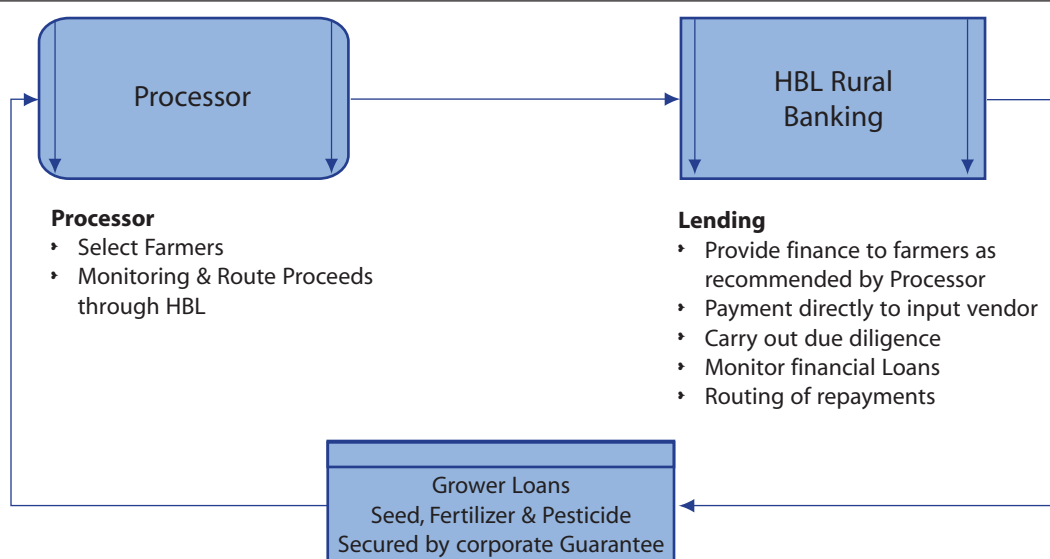 Processor
HBL Rural
Banking
Processor
‣ Select Farmers
‣ Monitoring & Route Proceeds
through HBL
Lending
‣ Provide finance to farmers as
recommended by Processor
‣ Payment directly to input vendor
‣ Carry out due diligence
‣ Monitor financial Loans
‣ Routing of repayments
Grower Loans
Seed, Fertilizer & Pesticide
Secured by corporate Guarantee